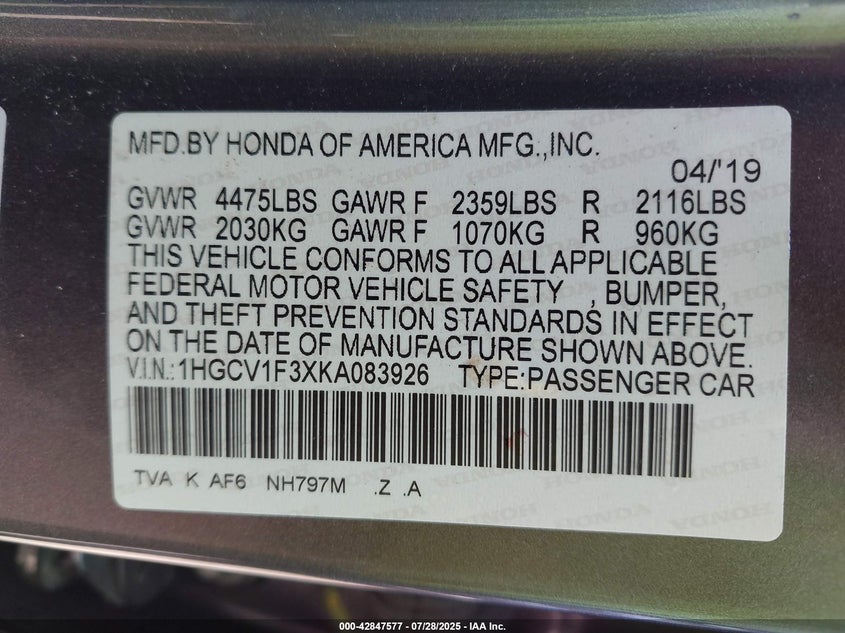 MFD.BY HONDA OF AMERICA MFG.,INC.
04/'19
GVWR 4475LBS GAWR F 2359LBS R 2116LBS
GVWR 2030KG GAWR F 1070KG R 960KG
THIS VEHICLE CONFORMS TO ALL APPLICABLE
FEDERAL MOTOR VEHICLE SAFETY , BUMPER,
AND THEFT PREVENTION STANDARDS IN EFFECT
ON THE DATE OF MANUFACTURE SHOWN ABOVE.
V.I.N.:1HGCV1F3XKA083926 TYPE:PASSENGER CAR
TVA K AF6 NH797M .Z .A
000-42847577 / 07/28/2025 - IAA Inc.